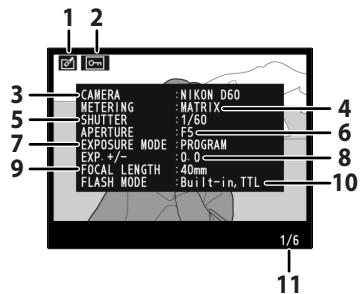 1 2
3 CAMERA :NIKON D60
METERING :MATRIX 4
5 SHUTTER :1/60
APERTURE :F5 6
7 EXPOSURE MODE :PROGRAM
EXP.+/- :0.0 8
9 FOCAL LENGTH :40mm
FLASH MODE :Built-in,TTL 10
1/6
11